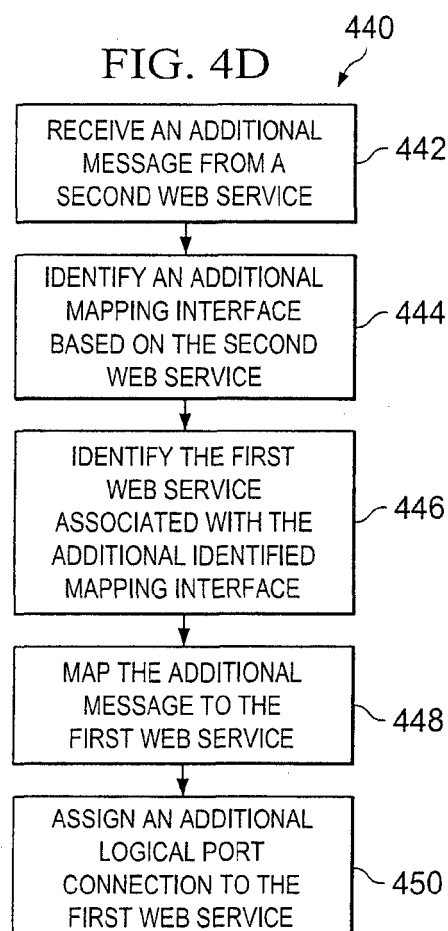 FIG. 4D
440
RECEIVE AN ADDITIONAL
MESSAGE FROM A
SECOND WEB SERVICE
442
IDENTIFY AN ADDITIONAL
MAPPING INTERFACE
BASED ON THE SECOND
WEB SERVICE
444
IDENTIFY THE FIRST
WEB SERVICE
ASSOCIATED WITH THE
ADDITIONAL IDENTIFIED
MAPPING INTERFACE
446
MAP THE ADDITIONAL
MESSAGE TO THE
FIRST WEB SERVICE
448
ASSIGN AN ADDITIONAL
LOGICAL PORT
CONNECTION TO THE
FIRST WEB SERVICE
450